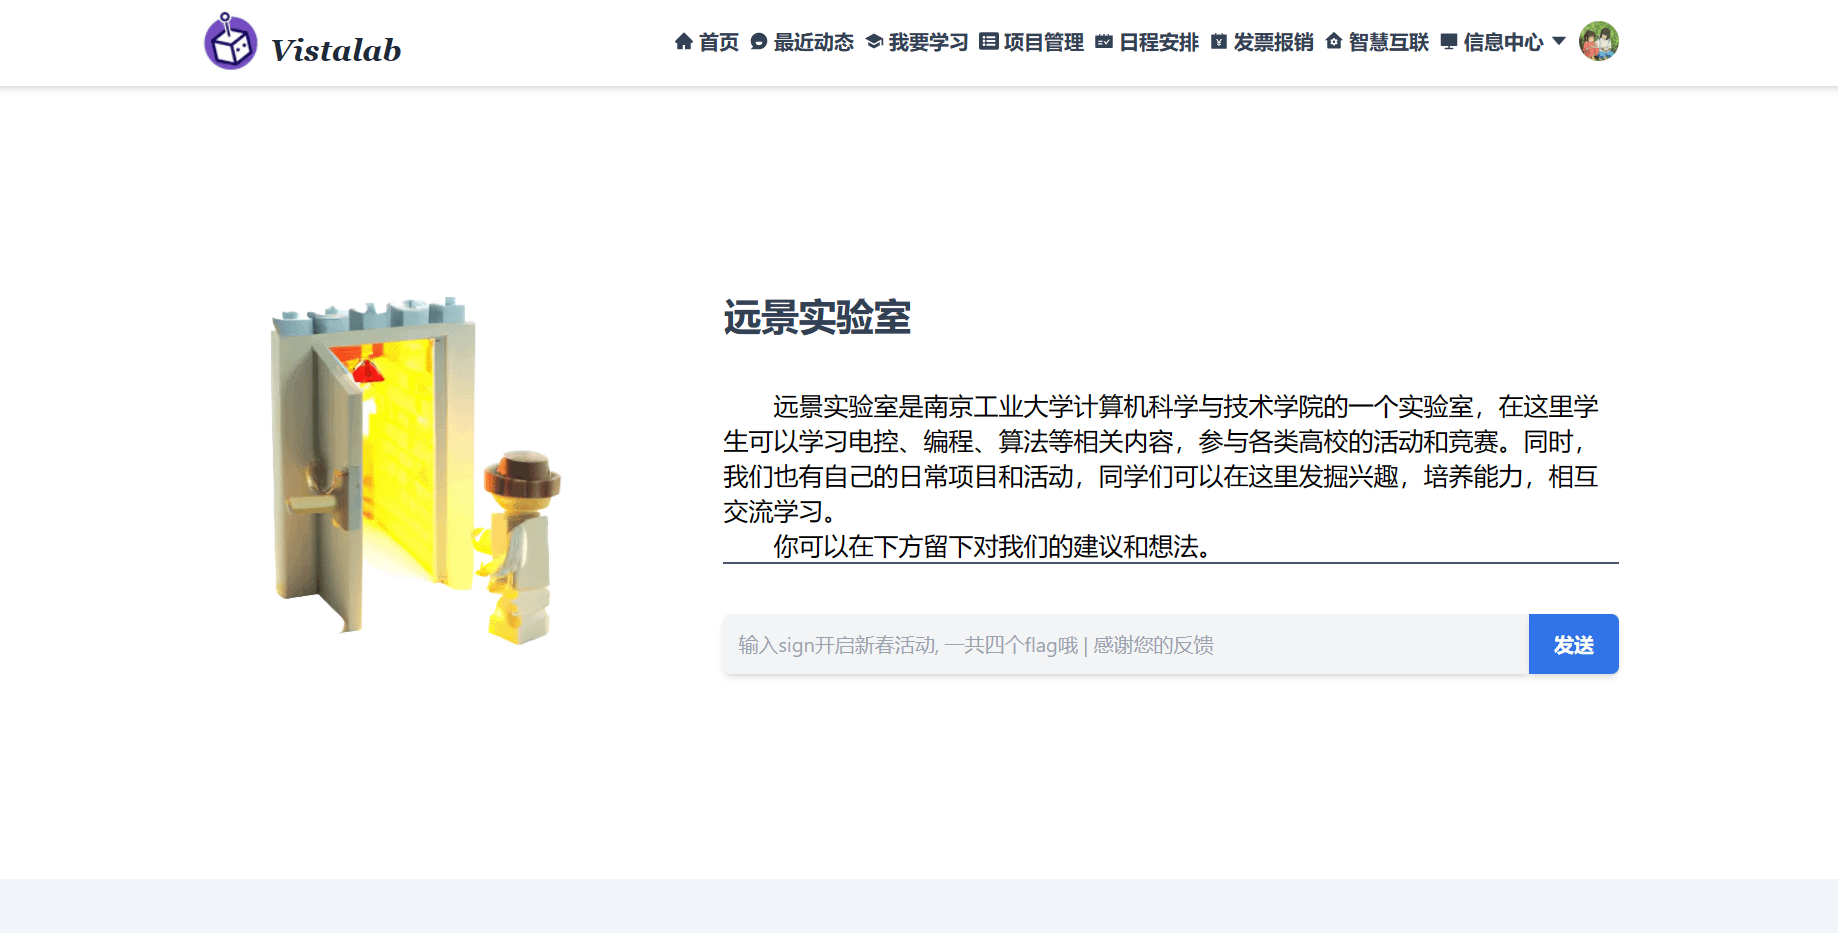 Vistalab
首页 最近动态 我要学习 项目管理 日程安排 发票报销 智慧互联 信息中心
远景实验室
远景实验室是南京工业大学计算机科学与技术学院的一个实验室，在这里学
生可以学习电控、编程、算法等相关内容，参与各类高校的活动和竞赛。同时，
我们也有自己的日常项目和活动，同学们可以在这里发掘兴趣，培养能力，相互
交流学习。
你可以在下方留下对我们的建议和想法。
输入sign开启新春活动, 一共四个flag哦 | 感谢您的反馈
发送